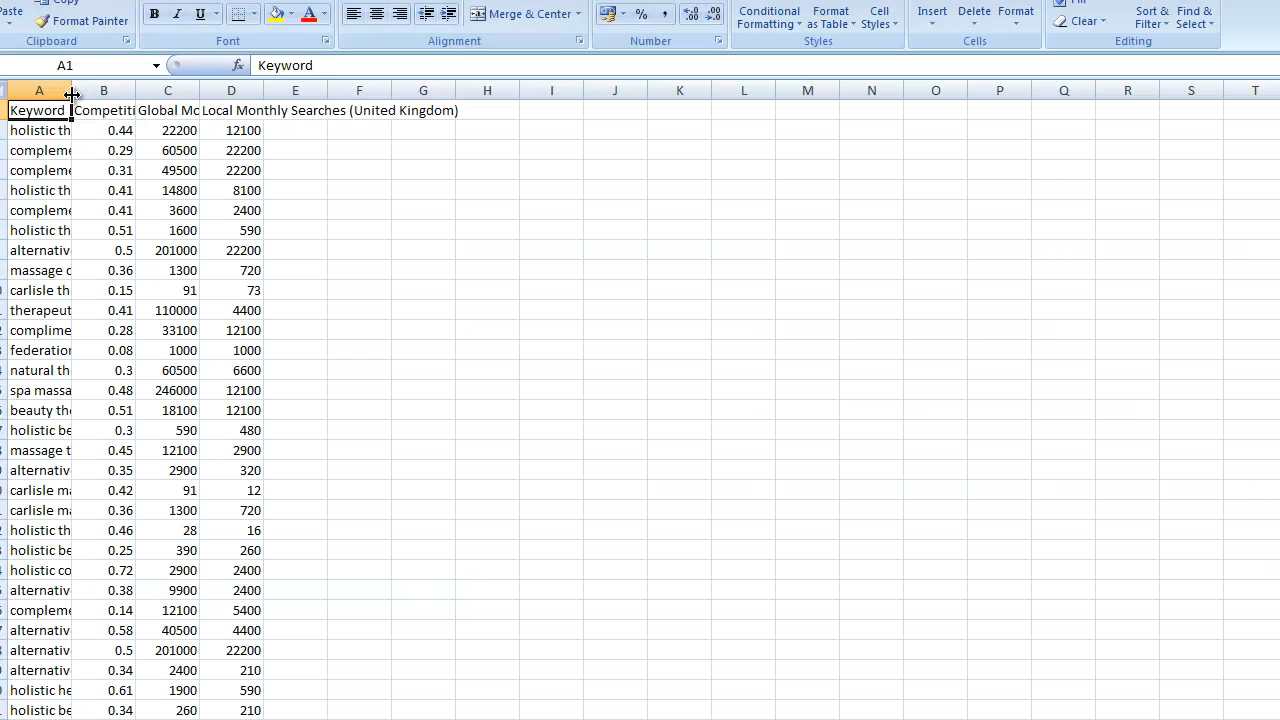 Paste Copy Format Painter Clipboard
B I U A Font
Merge & Center Alignment
% , Number
Conditional Formatting Format as Table Cell Styles Styles
Insert Delete Format Cells
Fill Clear Sort & Filter Find & Select Editing
A1 fx Keyword
A B C D E F G H I J K L M N O P Q R S T
Keyword Competiti Global Mo Local Monthly Searches (United Kingdom)
holistic th 0.44 22200 12100
compleme 0.29 60500 22200
compleme 0.31 49500 22200
holistic th 0.41 14800 8100
compleme 0.41 3600 2400
holistic th 0.51 1600 590
alternativ 0.5 201000 22200
massage c 0.36 1300 720
carlisle th 0.15 91 73
therapeut 0.41 110000 4400
complime 0.28 33100 12100
federation 0.08 1000 1000
natural the 0.3 60500 6600
spa massa 0.48 246000 12100
beauty the 0.51 18100 12100
holistic be 0.3 590 480
massage t 0.45 12100 2900
alternativ 0.35 2900 320
carlisle ma 0.42 91 12
carlisle ma 0.36 1300 720
holistic th 0.46 28 16
holistic be 0.25 390 260
holistic co 0.72 2900 2400
alternativ 0.38 9900 2400
compleme 0.14 12100 5400
alternativ 0.58 40500 4400
alternativ 0.5 201000 22200
alternativ 0.34 2400 210
holistic he 0.61 1900 590
holistic be 0.34 260 210